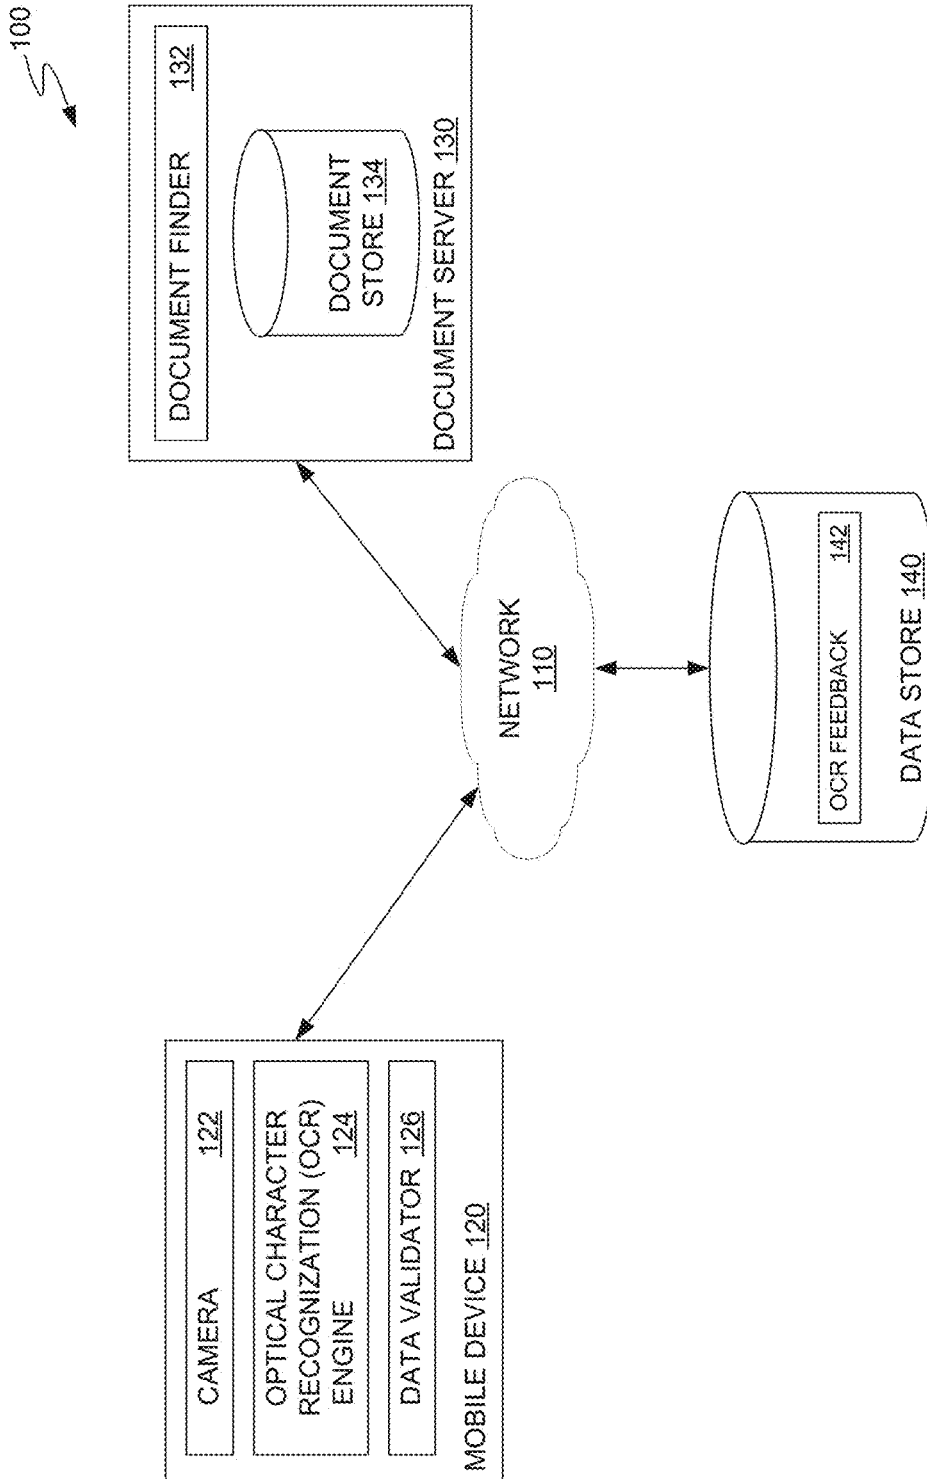 100
CAMERA 122
OPTICAL CHARACTER
RECOGNIZATION (OCR)
ENGINE 124
DATA VALIDATOR 126
MOBILE DEVICE 120
NETWORK
110
DOCUMENT FINDER 132
DOCUMENT
STORE 134
DOCUMENT SERVER 130
OCR FEEDBACK 142
DATA STORE 140